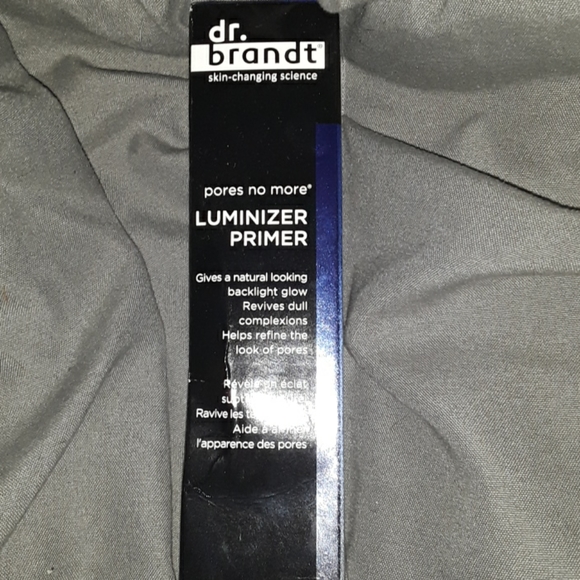 dr.
brandt®
skin-changing science
pores no more®
LUMINIZER
PRIMER
Gives a natural looking
backlight glow
Revives dull
complexions
Helps refine the
look of pores
éclat
Ravive les
Aide à
l'apparence des pores